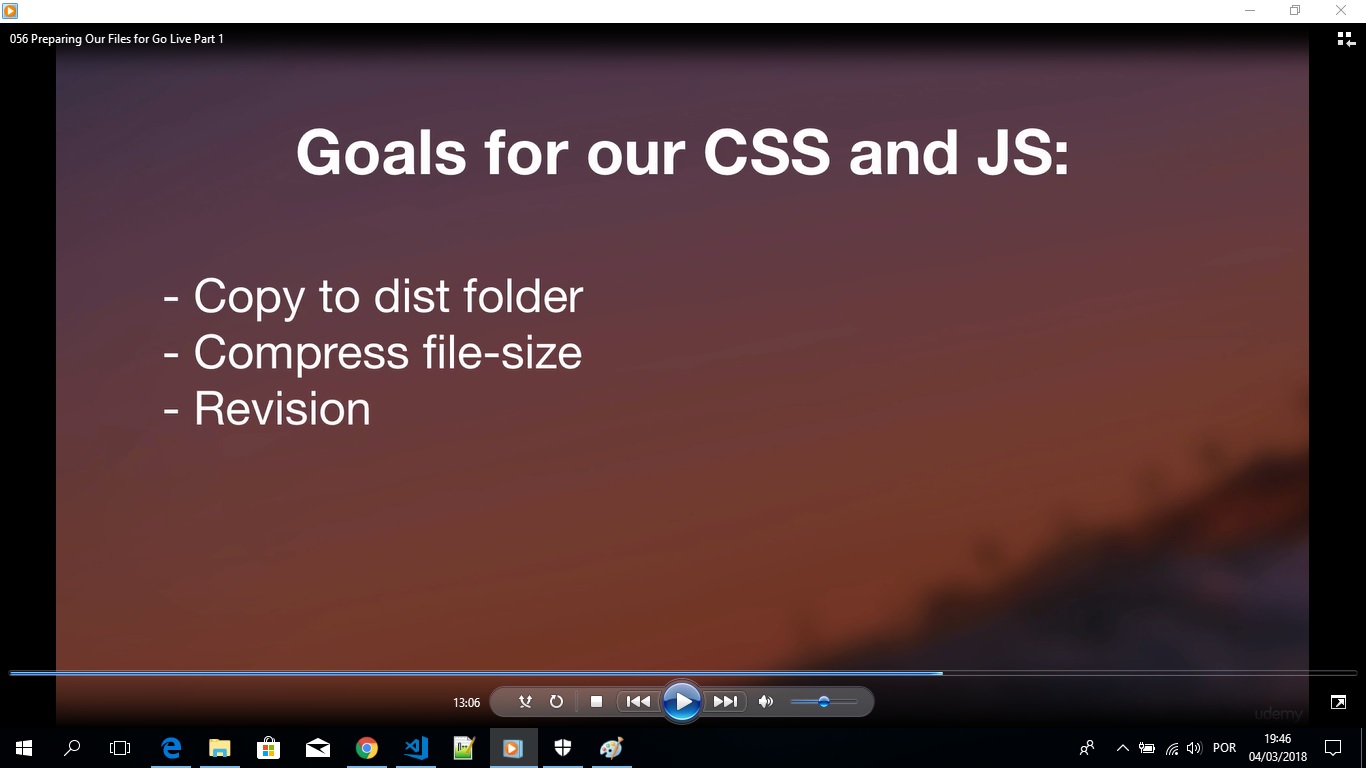 056 Preparing Our Files for Go Live Part 1
Goals for our CSS and JS:
- Copy to dist folder
- Compress file-size
- Revision
13:06
udemy
POR
19:46
04/03/2018